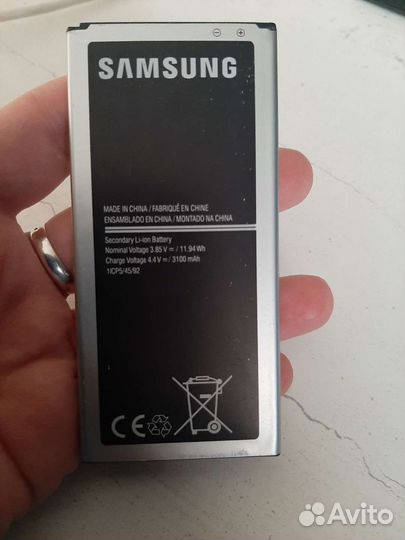 SAMSUNG
MADE IN CHINA / FABRIQUÉ EN CHINE
ENSAMBLADO EN CHINA / MONTADO NA CHINA
Secondary Li-ion Battery
Nominal Voltage 3.85 V⎓ / 11.94 Wh
Charge Voltage 4.4 V⎓ / 3100 mAh
1ICP5/45/92
CE
Avito